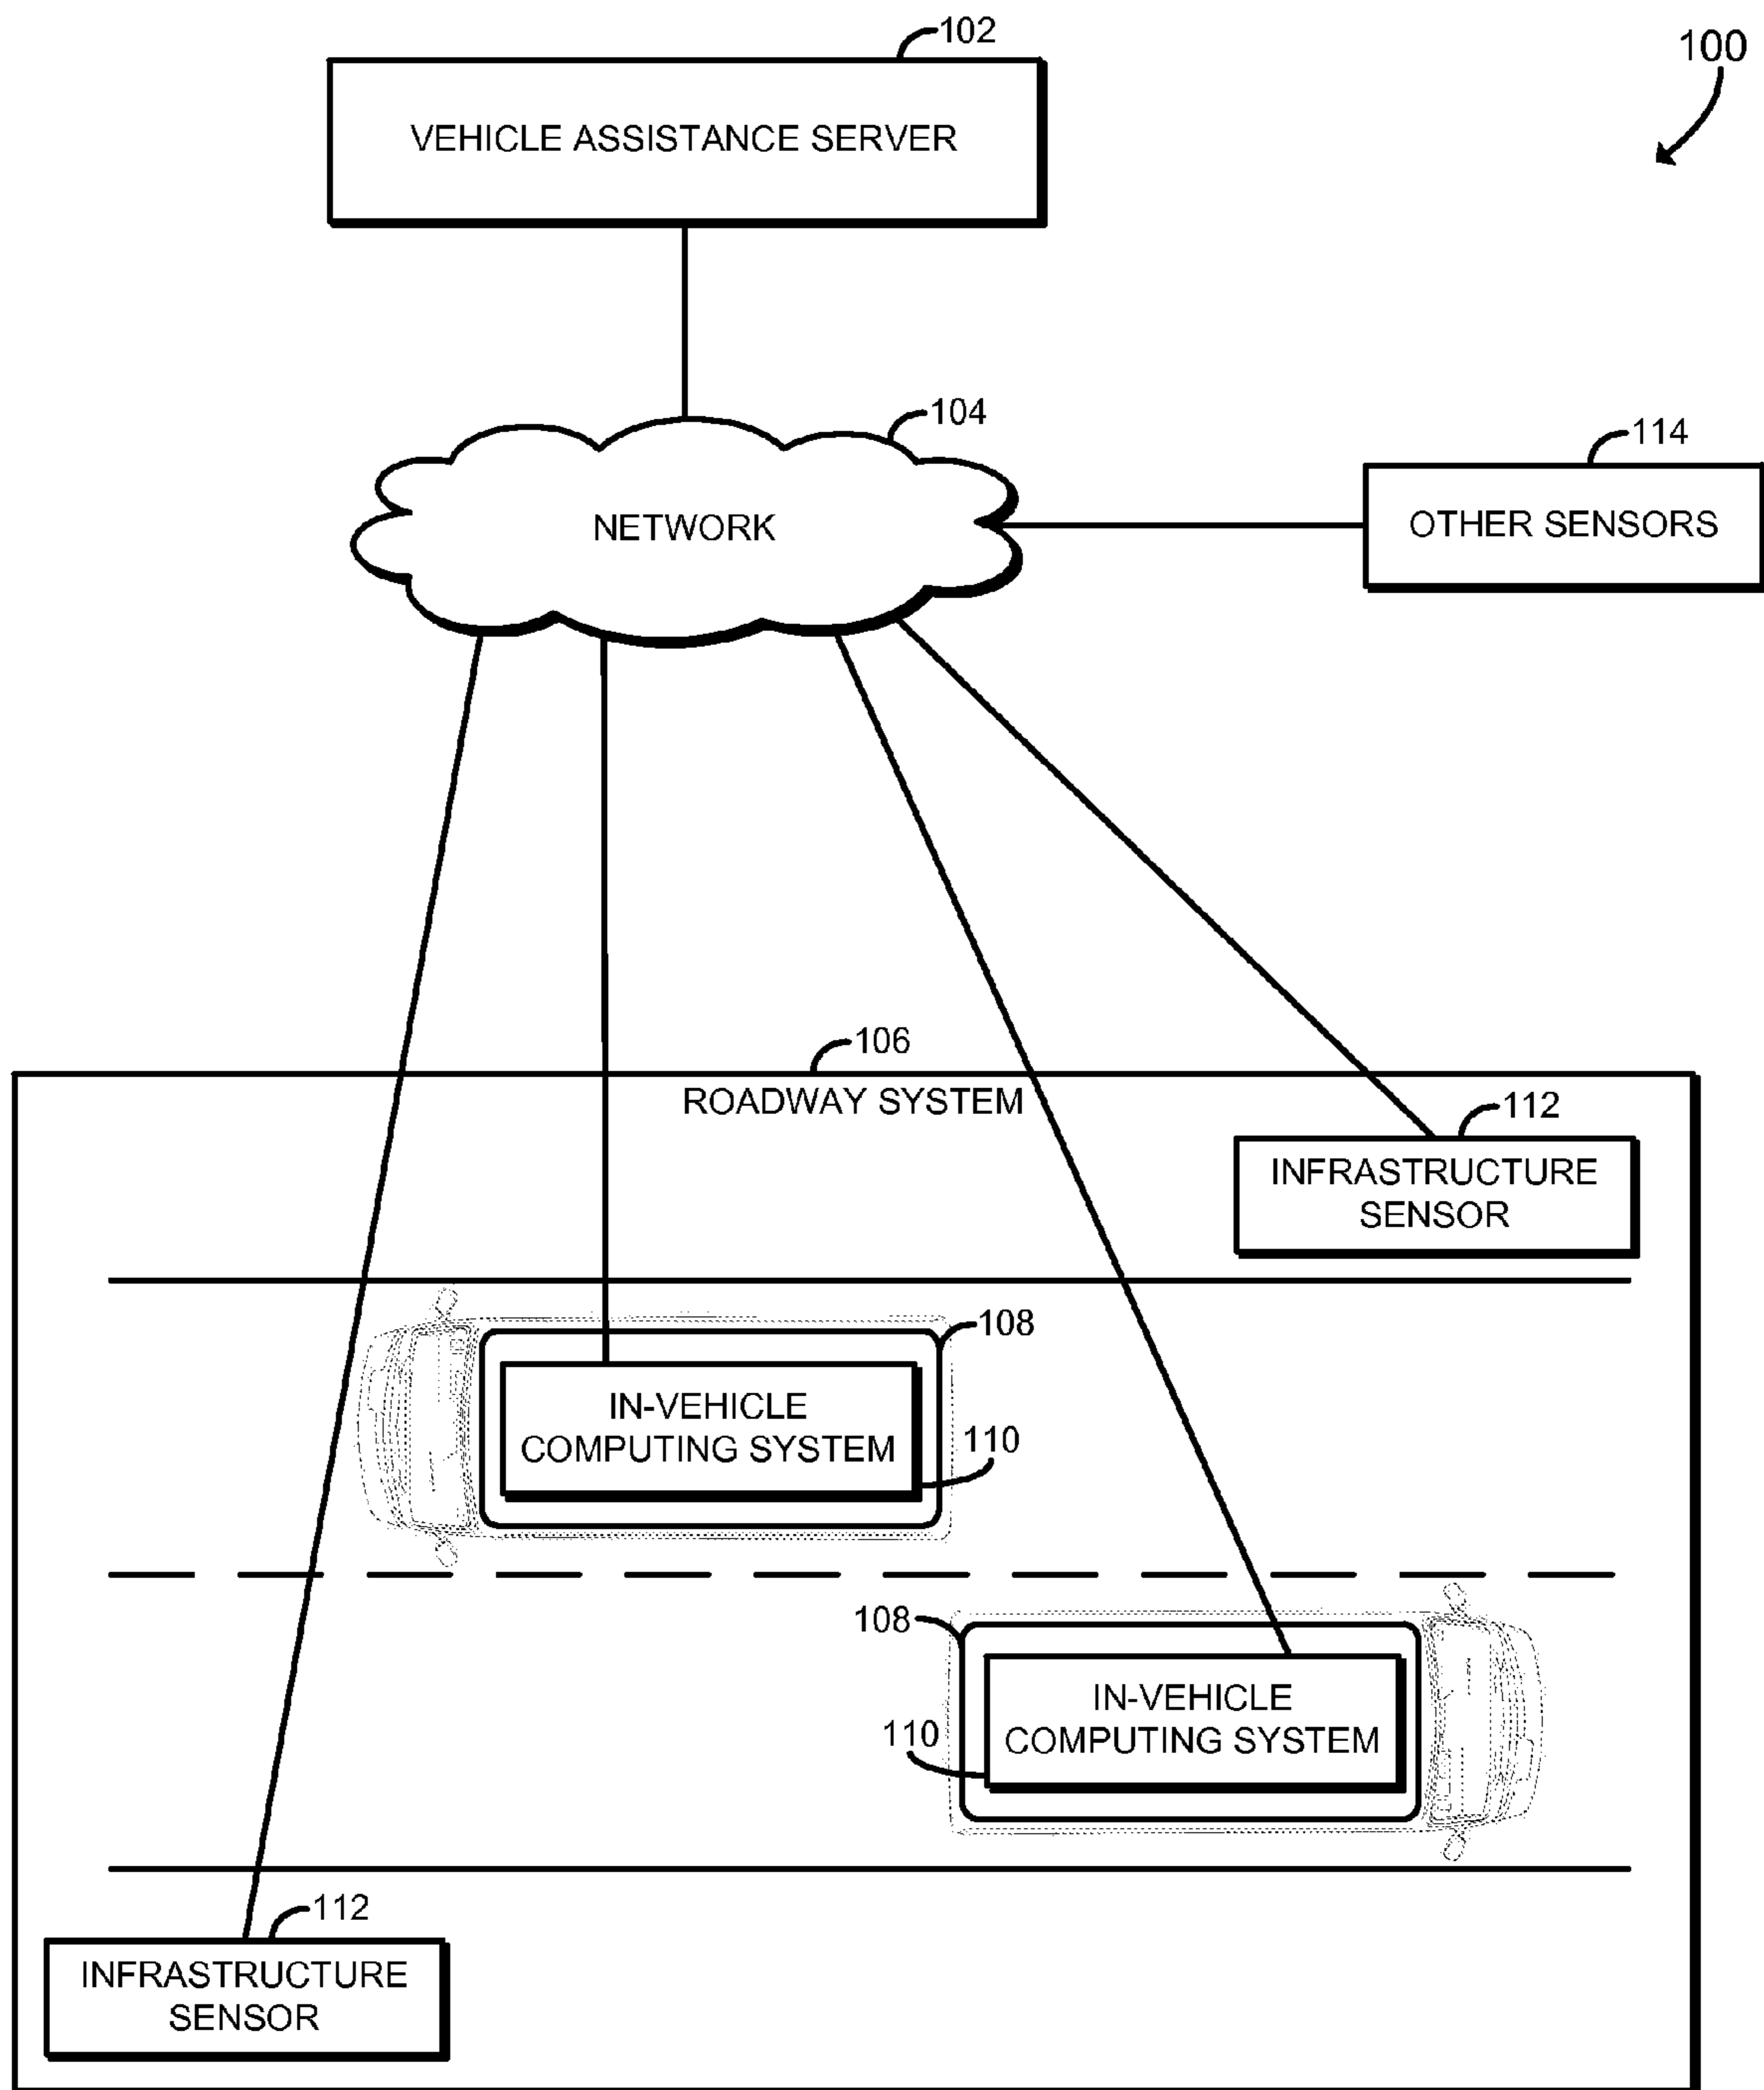 102
100
VEHICLE ASSISTANCE SERVER
104
114
NETWORK
OTHER SENSORS
106
ROADWAY SYSTEM
112
INFRASTRUCTURE
SENSOR
108
IN-VEHICLE
COMPUTING SYSTEM
110
108
IN-VEHICLE
COMPUTING SYSTEM
110
112
INFRASTRUCTURE
SENSOR